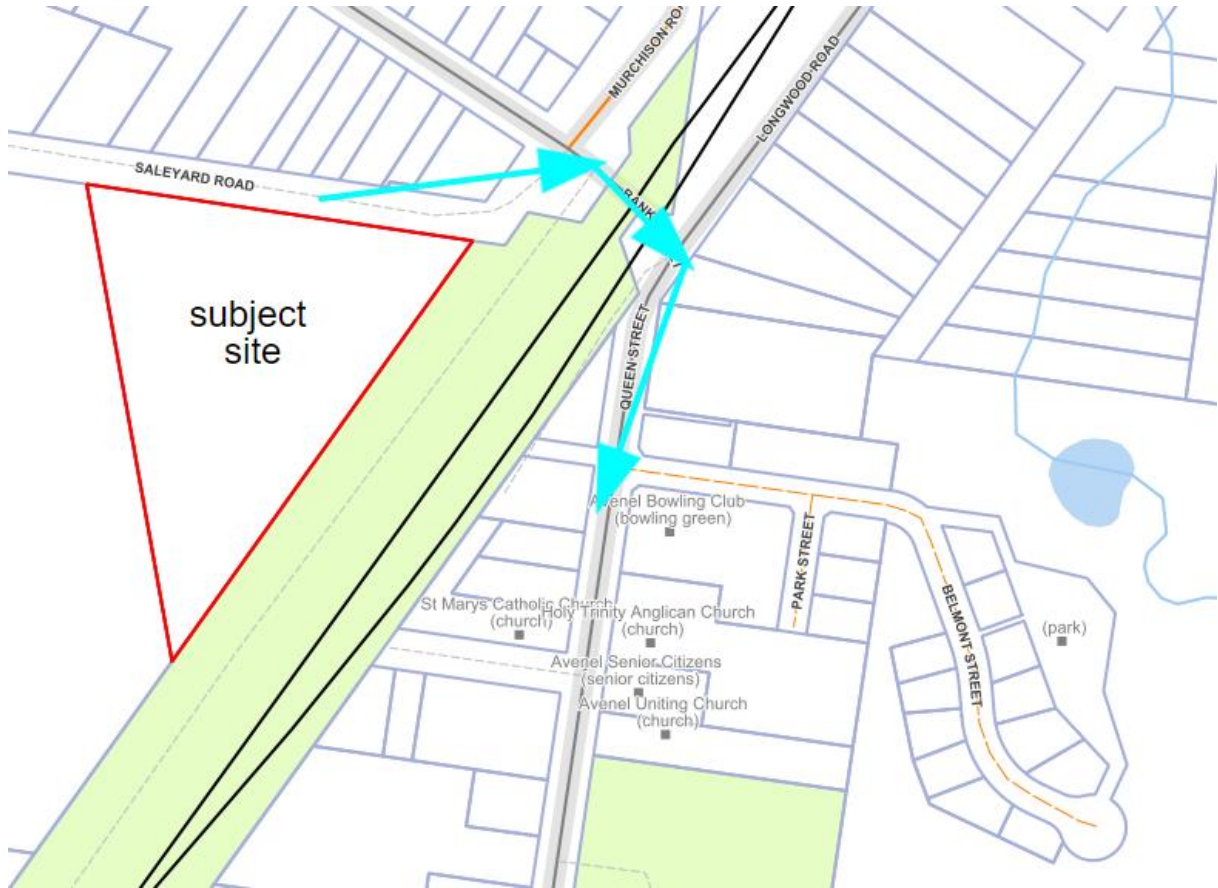 MURCHISON RO
LONGWOOD ROAD
SALEYARD ROAD
BANK
subject
site
QUEEN STREET
Avenel Bowling Club
(bowling green)
PARK STREET
BELMONT STREET
St Marys Catholic Church
(church)
Holy Trinity Anglican Church
(church)
(park)
Avenel Senior Citizens
(senior citizens)
Avenel Uniting Church
(church)